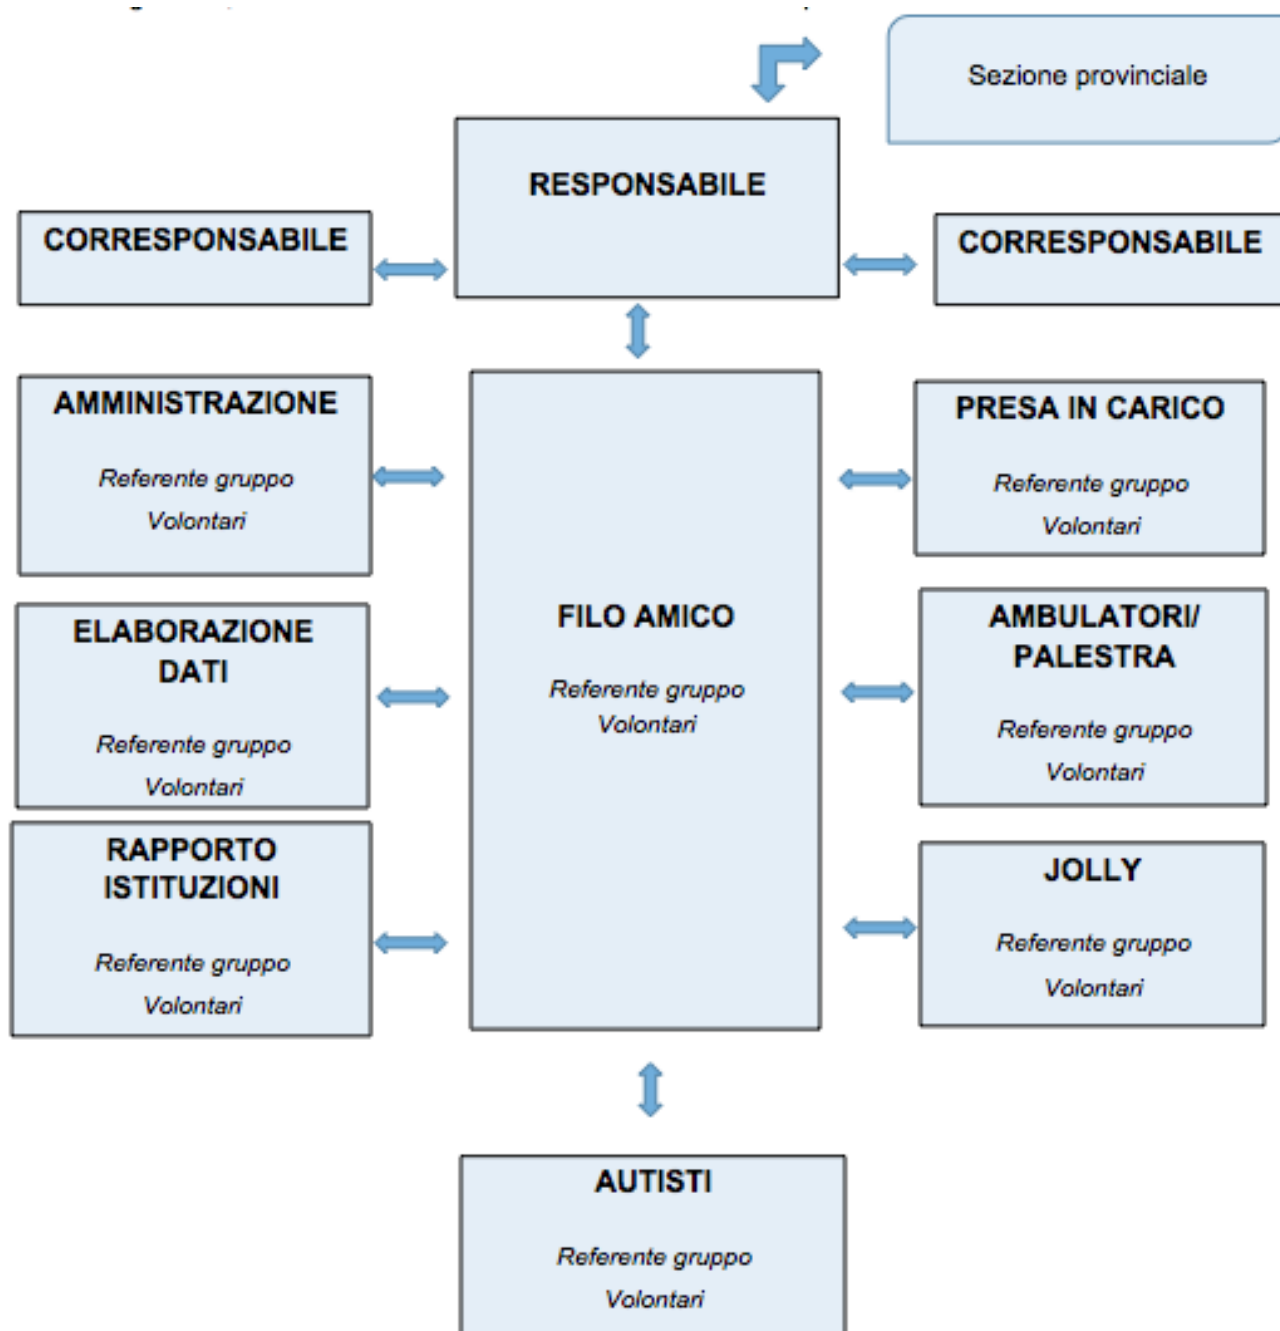 Sezione provinciale
RESPONSABILE
CORRESPONSABILE
CORRESPONSABILE
AMMINISTRAZIONE
Referente gruppo
Volontari
PRESA IN CARICO
Referente gruppo
Volontari
FILO AMICO
Referente gruppo
Volontari
ELABORAZIONE
DATI
Referente gruppo
Volontari
AMBULATORI/
PALESTRA
Referente gruppo
Volontari
RAPPORTO
ISTITUZIONI
Referente gruppo
Volontari
JOLLY
Referente gruppo
Volontari
AUTISTI
Referente gruppo
Volontari